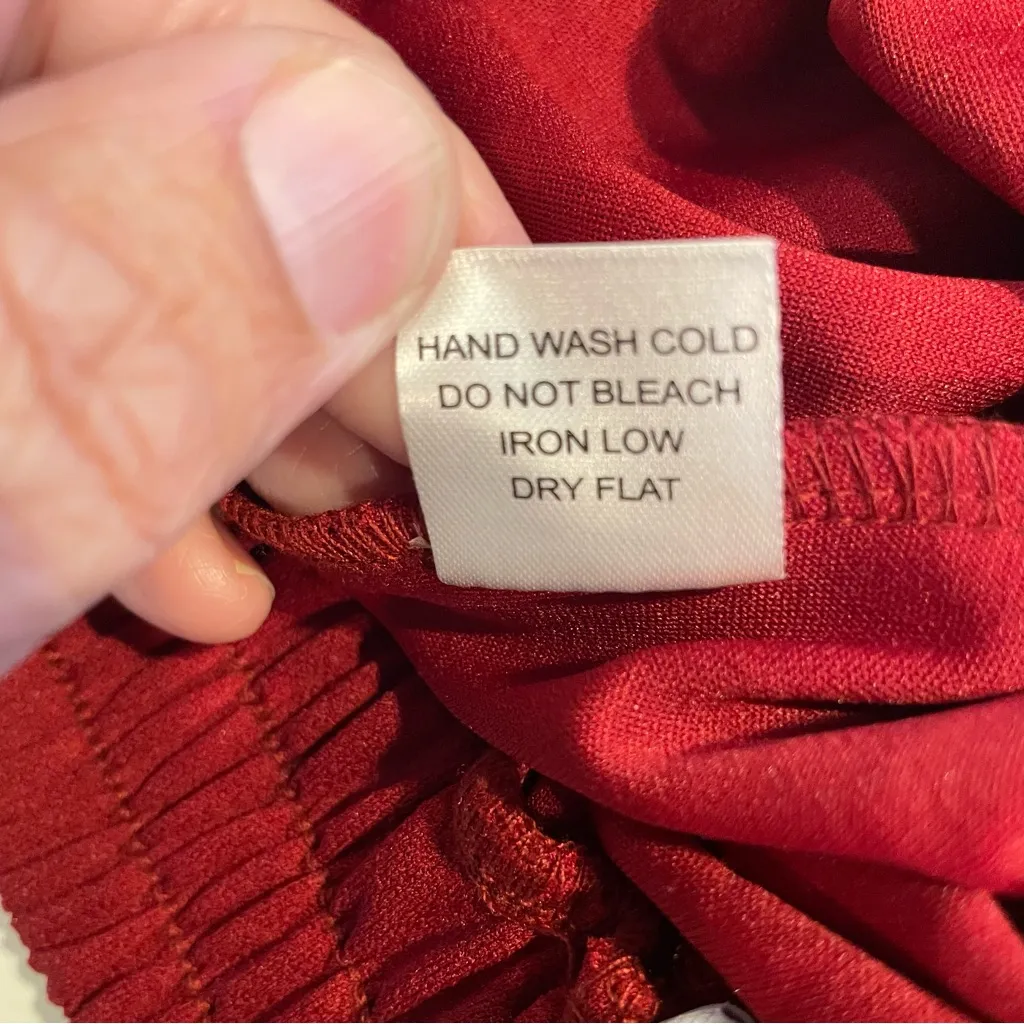 HAND WASH COLD
DO NOT BLEACH
IRON LOW
DRY FLAT